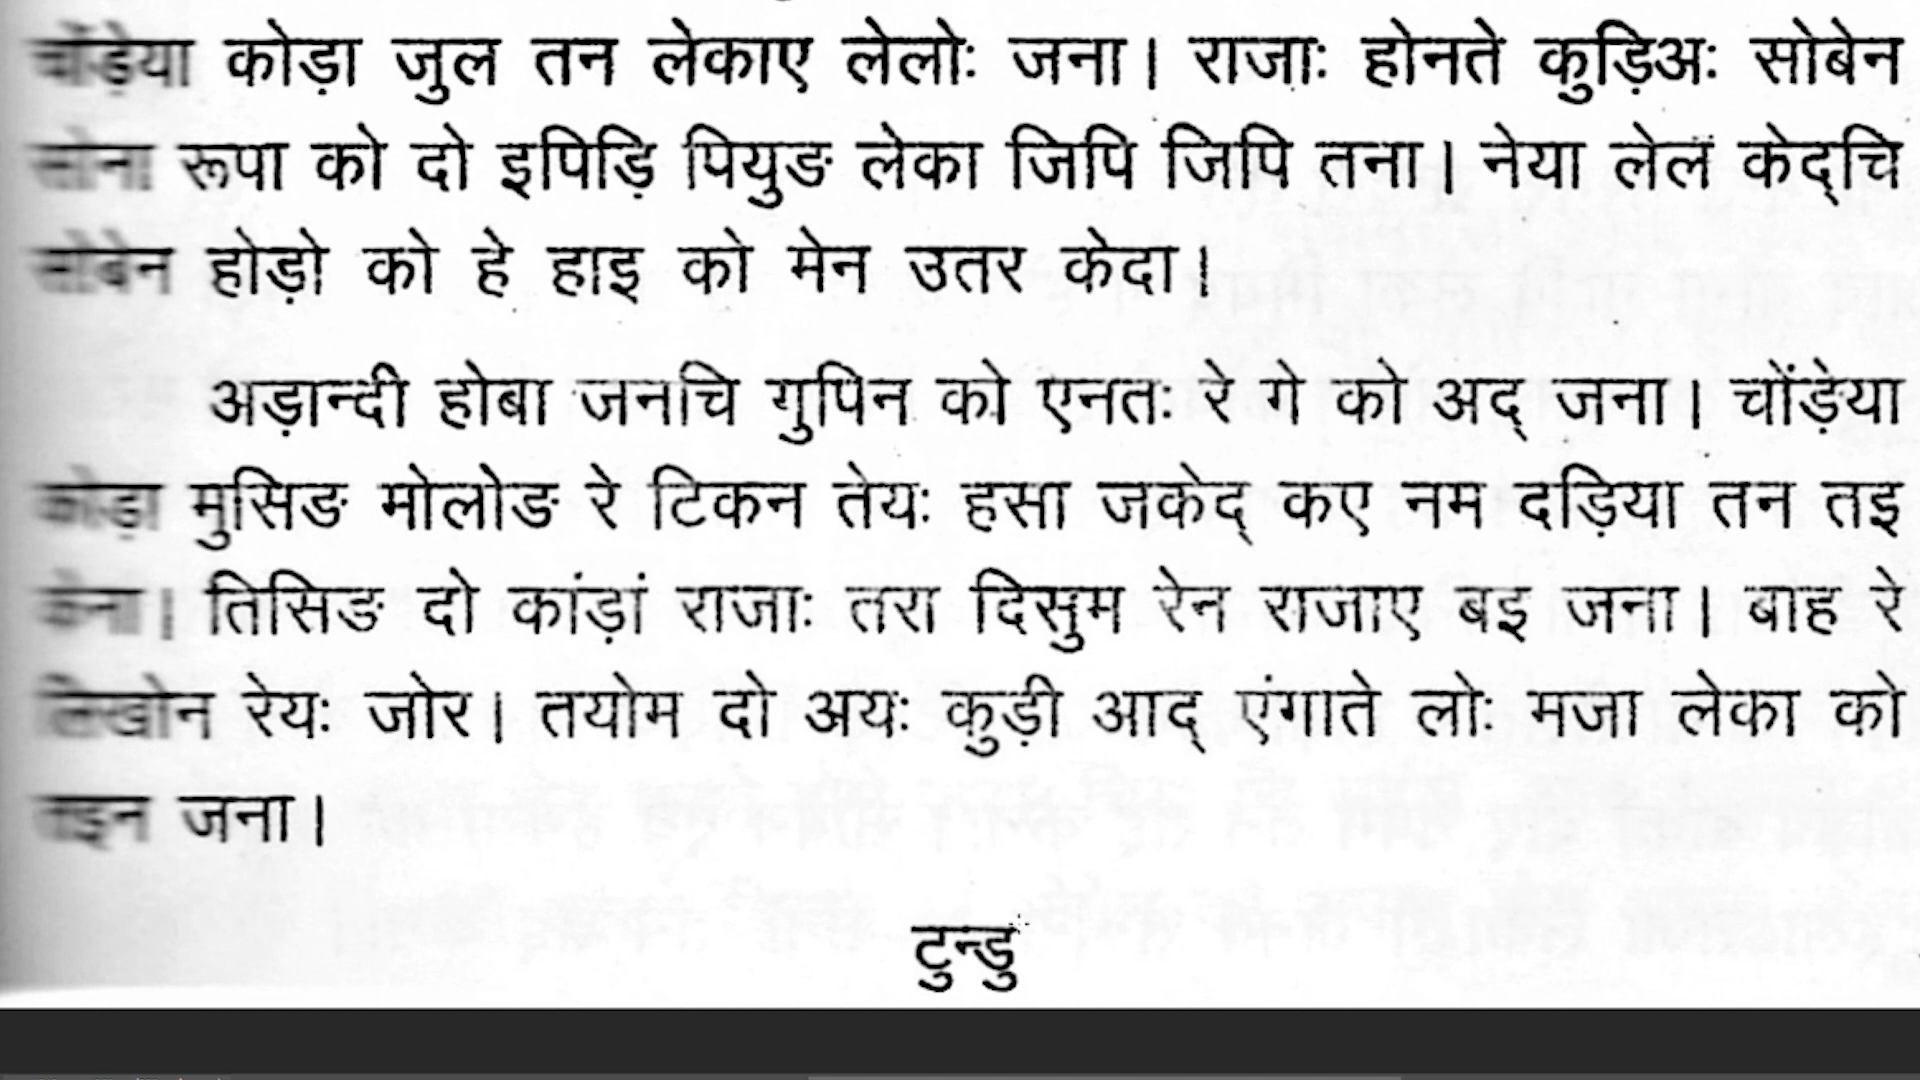 चोंड़ेया कोड़ा जुल तन लेकाए लेलोः जना। राजाः होनते कुड़िअः सोबेन
सोना रूपा को दो इपिड़ि पियुङ लेका जिपि जिपि तना। नेया लेल केद्चि
सोबेन होड़ो को हे हाइ को मेन उतर केदा।
अड़ान्दी होबा जनचि गुपिन को एनतः रे गे को अद् जना। चोंड़ेया
कोड़ा मुसिङ मोलोङ रे टिकन तेयः हसा जकेद् कए नम दड़िया तन तइ
केना। तिसिङ दो कांड़ां राजाः तरा दिसुम रेन राजाए बइ जना। बाह रे
लिखोन रेयः जोर। तयोम दो अयः कुड़ी आद् एंगाते लोः मजा लेका को
तइन जना।
टुन्डु